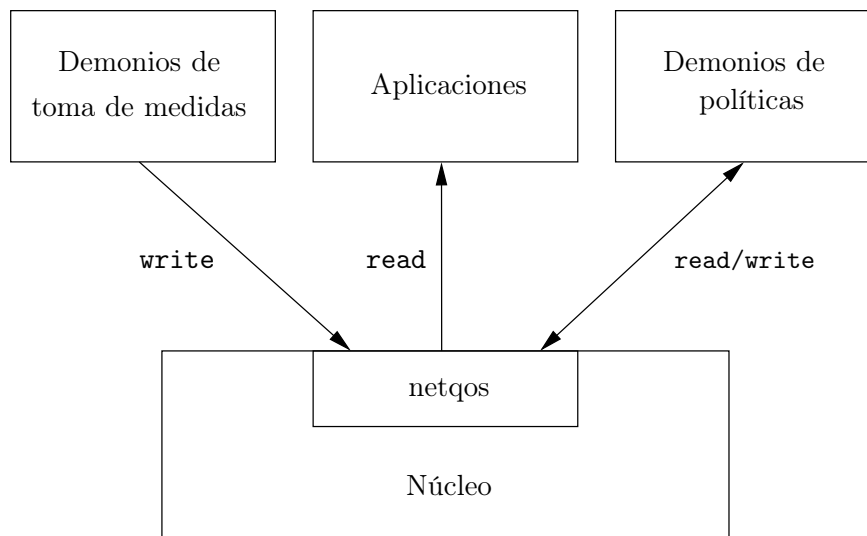 Demonios de
toma de medidas
Aplicaciones
Demonios de
políticas
write
read
read/write
netqos
Núcleo